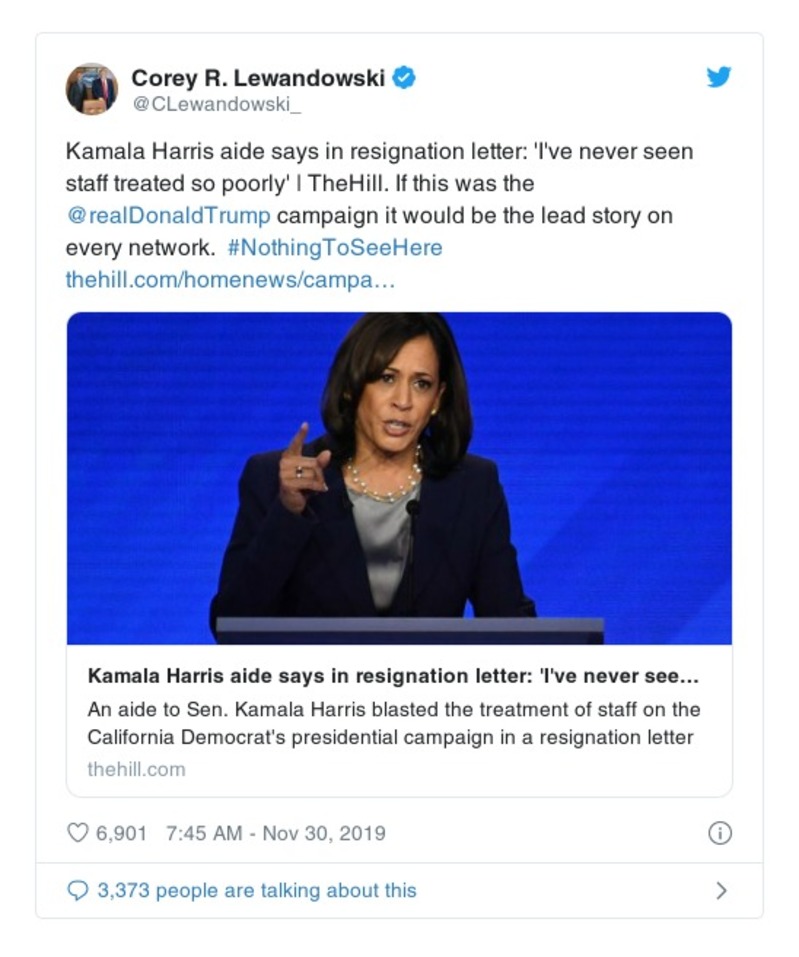 Corey R. Lewandowski
@CLewandowski_
Kamala Harris aide says in resignation letter: 'I've never seen
staff treated so poorly' | TheHill. If this was the
@realDonaldTrump campaign it would be the lead story on
every network.  #NothingToSeeHere
thehill.com/homenews/campa…
Kamala Harris aide says in resignation letter: 'I've never see…
An aide to Sen. Kamala Harris blasted the treatment of staff on the
California Democrat's presidential campaign in a resignation letter
thehill.com
6,901 7:45 AM - Nov 30, 2019
3,373 people are talking about this